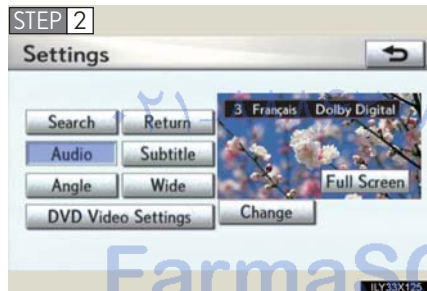 STEP 2
Settings
3 Français Dolby Digital
Search Return
Audio Subtitle
Angle Wide
Full Screen
DVD Video Settings Change
FarmaSC
ILY33X125